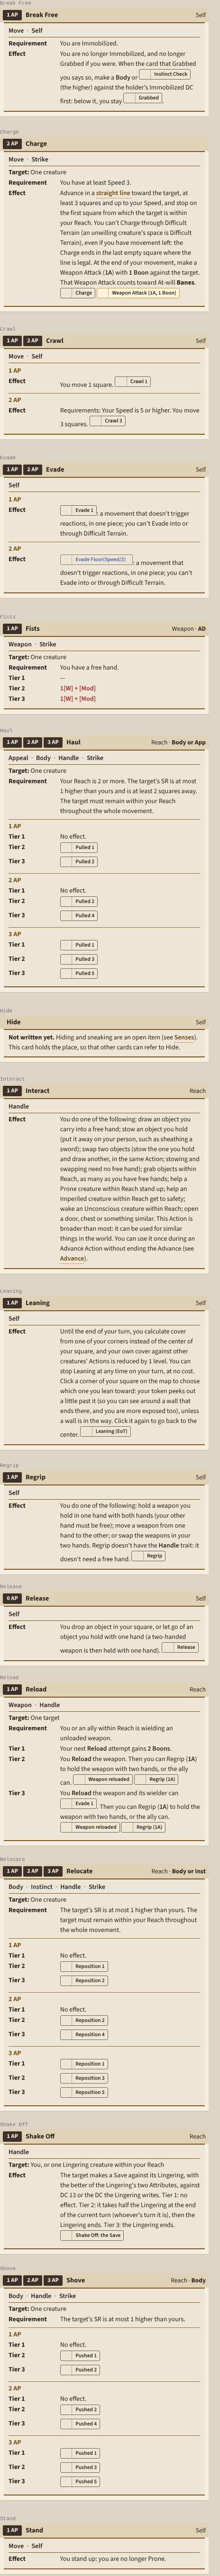 Break Free
1 AP Break Free Self
Move · Self
Requirement You are Immobilized.
Effect You are no longer Immobilized, and no longer
Grabbed if you were. When the card that Grabbed
you says so, make a Body or Instinct Check
(the higher) against the holder's Immobilized DC
first: below it, you stay Grabbed.
Charge
2 AP Charge Self
Move · Strike
Target: One creature
Requirement You have at least Speed 3.
Effect Advance in a straight line toward the target, at
least 3 squares and up to your Speed, and stop on
the first square from which the target is within
your Reach. You can't Charge through Difficult
Terrain (an unwilling creature's space is Difficult
Terrain), even if you have movement left: the
Charge ends in the last empty square where the
line is legal. At the end of your movement, make a
Weapon Attack (1A) with 1 Boon against the target.
That Weapon Attack counts toward At-will Banes.
Charge Weapon Attack (1A, 1 Boon)
Crawl
1 AP 2 AP Crawl Self
Move · Self
1 AP
Effect You move 1 square. Crawl 1
2 AP
Effect Requirements: Your Speed is 5 or higher. You move
3 squares. Crawl 3
Evade
1 AP 2 AP Evade Self
Self
1 AP
Effect Evade 1 : a movement that doesn't trigger
reactions, in one piece; you can't Evade into or
through Difficult Terrain.
2 AP
Effect Evade Floor(Speed/2) : a movement that
doesn't trigger reactions, in one piece; you can't
Evade into or through Difficult Terrain.
Fists
1 AP Fists Weapon · AD
Weapon · Strike
Target: One creature
Requirement You have a free hand.
Tier 1 —
Tier 2 1[W] + [Mod]
Tier 3 1[W] + [Mod]
Haul
1 AP 2 AP 3 AP Haul Reach · Body or App
Appeal · Body · Handle · Strike
Target: One creature
Requirement Your Reach is 2 or more. The target's SR is at most
1 higher than yours and is at least 2 squares away.
The target must remain within your Reach
throughout the whole movement.
1 AP
Tier 1 No effect.
Tier 2 Pulled 1
Tier 3 Pulled 2
2 AP
Tier 1 No effect.
Tier 2 Pulled 2
Tier 3 Pulled 4
3 AP
Tier 1 Pulled 1
Tier 2 Pulled 3
Tier 3 Pulled 5
Hide
Hide Self
Not written yet. Hiding and sneaking are an open item (see Senses).
This card holds the place, so that other cards can refer to Hide.
Interact
1 AP Interact Reach
Handle
Effect You do one of the following: draw an object you
carry into a free hand; stow an object you hold
(put it away on your person, such as sheathing a
sword); swap two objects (stow the one you hold
and draw another, in the same Action; stowing and
drawing need no free hand); grab objects within
Reach, as many as you have free hands; help a
Prone creature within Reach stand up; help an
Impeiled creature within Reach get to safety;
wake an Unconscious creature within Reach; open
a door, chest or something similar. This Action is
broader than most: it can be used for similar
things in the world. You can use it once during an
Advance Action without ending the Advance (see
Advance).
Leaning
1 AP Leaning Self
Self
Effect Until the end of your turn, you calculate cover
from one of your corners instead of the center of
your square, and your own cover against other
creatures' Actions is reduced by 1 level. You can
stop Leaning at any time on your turn, at no cost.
Click a corner of your square on the map to choose
which one you lean toward: your token peeks out
a little past it (so you can see around a wall that
ends there, and you are more exposed too), unless
a wall is in the way. Click it again to go back to the
center. Leaning (EoT)
Regrip
1 AP Regrip Self
Self
Effect You do one of the following: hold a weapon you
hold in one hand with both hands (your other
hand must be free); move a weapon from one
hand to the other; or swap the weapons in your
two hands. Regrip doesn't have the Handle trait: it
doesn't need a free hand. Regrip
Release
0 AP Release Self
Self
Effect You drop an object in your square, or let go of an
object you hold with one hand (a two-handed
weapon is then held with one hand). Release
Reload
1 AP Reload Reach
Weapon · Handle
Target: One target
Requirement You or an ally within Reach is wielding an
unloaded weapon.
Tier 1 Your next Reload attempt gains 2 Boons.
Tier 2 You Reload the weapon. Then you can Regrip (1A)
to hold the weapon with two hands, or the ally
can. Weapon reloaded Regrip (1A)
Tier 3 You Reload the weapon and its wielder can
Evade 1 . Then you can Regrip (1A) to hold the
weapon with two hands, or the ally can.
Weapon reloaded Regrip (1A)
Relocate
1 AP 2 AP 3 AP Relocate Reach · Body or Inst
Body · Instinct · Handle · Strike
Target: One creature
Requirement The target's SR is at most 1 higher than yours. The
target must remain within your Reach throughout
the whole movement.
1 AP
Tier 1 No effect.
Tier 2 Reposition 1
Tier 3 Reposition 2
2 AP
Tier 1 No effect.
Tier 2 Reposition 2
Tier 3 Reposition 4
3 AP
Tier 1 Reposition 1
Tier 2 Reposition 3
Tier 3 Reposition 5
Shake Off
1 AP Shake Off Reach
Handle
Target: You, or one Lingering creature within your Reach
Effect The target makes a Save against its Lingering, with
the better of the Lingering's two Attributes, against
DC 13 or the DC the Lingering writes. Tier 1: no
effect. Tier 2: it takes half the Lingering at the end
of the current turn (whoever's turn it is), then the
Lingering ends. Tier 3: the Lingering ends.
Shake Off: the Save
Shove
1 AP 2 AP 3 AP Shove Reach · Body
Body · Handle · Strike
Target: One creature
Requirement The target's SR is at most 1 higher than yours.
1 AP
Tier 1 No effect.
Tier 2 Pushed 1
Tier 3 Pushed 2
2 AP
Tier 1 No effect.
Tier 2 Pushed 2
Tier 3 Pushed 4
3 AP
Tier 1 Pushed 1
Tier 2 Pushed 3
Tier 3 Pushed 5
Stand
1 AP Stand Self
Move · Self
Effect You stand up: you are no longer Prone.